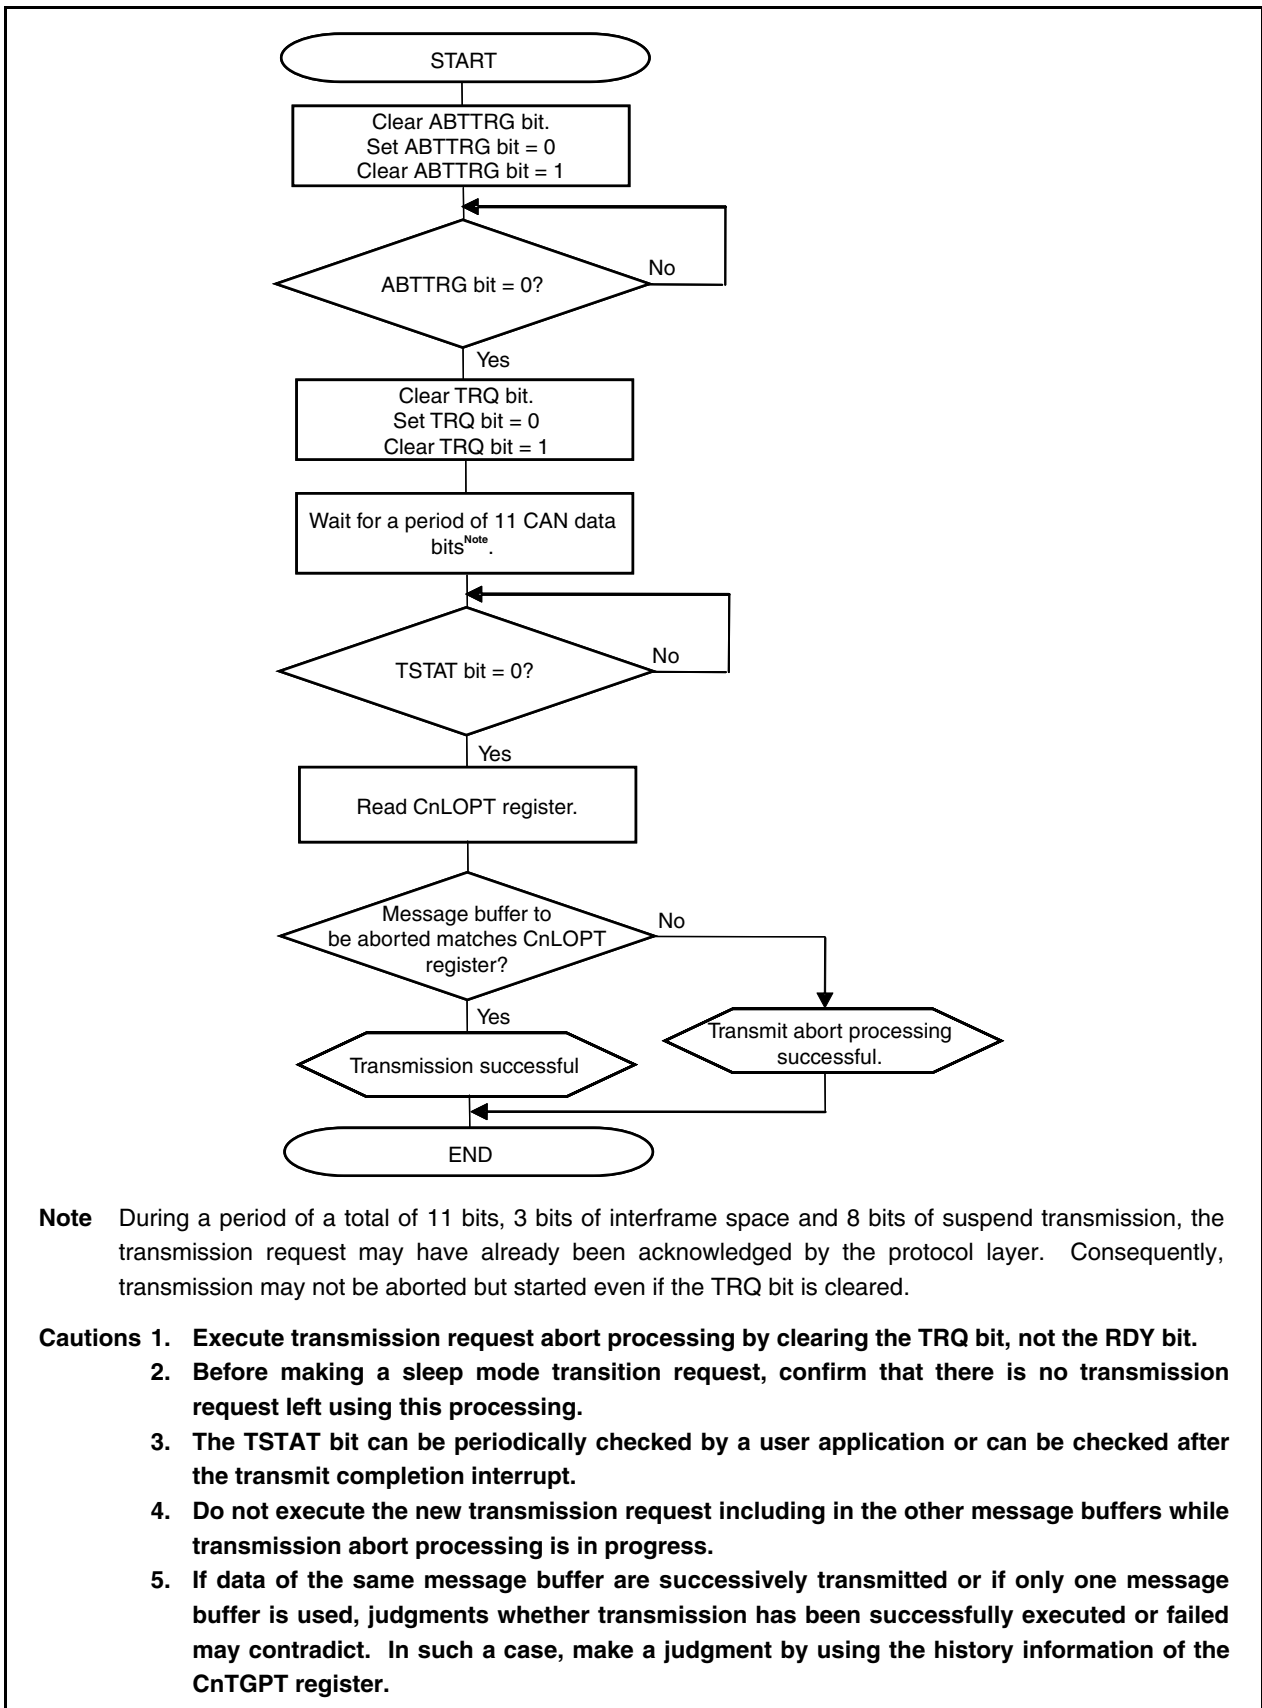 START
Clear ABTTRG bit.
Set ABTTRG bit = 0
Clear ABTTRG bit = 1
ABTTRG bit = 0?
No
Yes
Clear TRQ bit.
Set TRQ bit = 0
Clear TRQ bit = 1
Wait for a period of 11 CAN data
bitsNote.
TSTAT bit = 0?
No
Yes
Read CnLOPT register.
Message buffer to
be aborted matches CnLOPT
register?
No
Yes
Transmit abort processing
successful.
Transmission successful
END
Note During a period of a total of 11 bits, 3 bits of interframe space and 8 bits of suspend transmission, the
transmission request may have already been acknowledged by the protocol layer. Consequently,
transmission may not be aborted but started even if the TRQ bit is cleared.
Cautions 1. Execute transmission request abort processing by clearing the TRQ bit, not the RDY bit.
2. Before making a sleep mode transition request, confirm that there is no transmission
request left using this processing.
3. The TSTAT bit can be periodically checked by a user application or can be checked after
the transmit completion interrupt.
4. Do not execute the new transmission request including in the other message buffers while
transmission abort processing is in progress.
5. If data of the same message buffer are successively transmitted or if only one message
buffer is used, judgments whether transmission has been successfully executed or failed
may contradict. In such a case, make a judgment by using the history information of the
CnTGPT register.